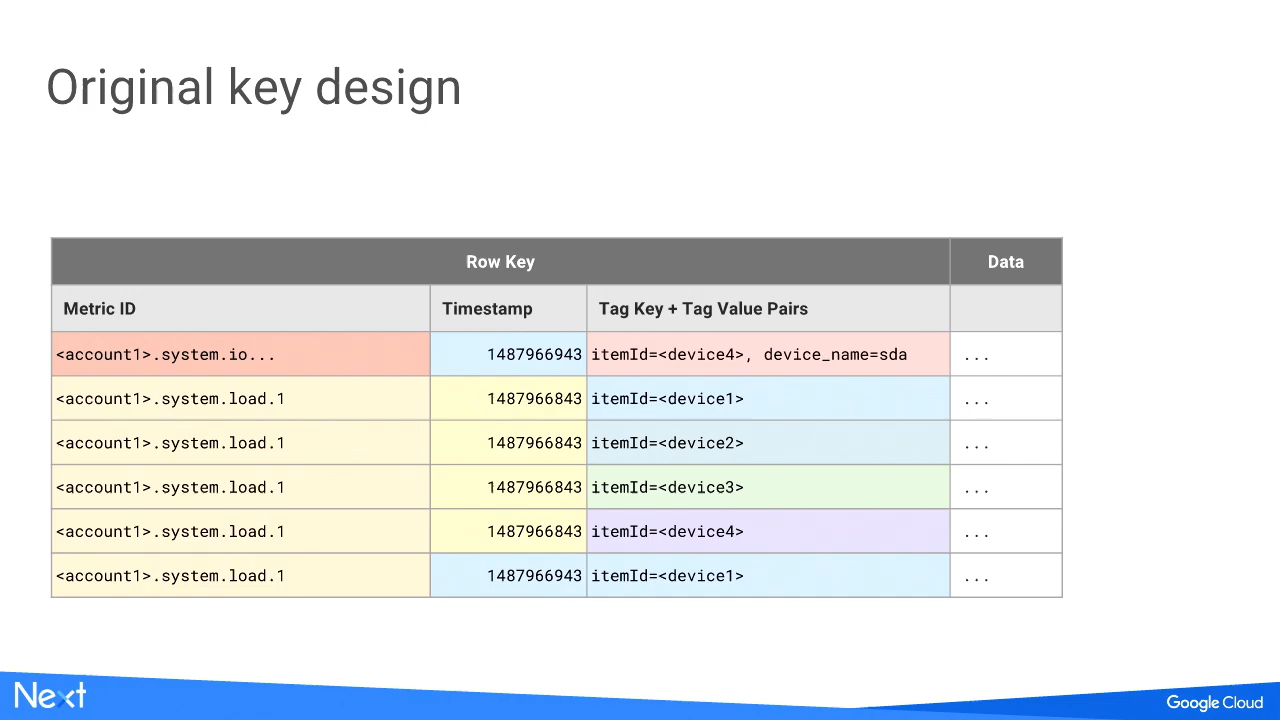 Original key design
Row Key Data
Metric ID Timestamp Tag Key + Tag Value Pairs
<account1>.system.io... 1487966943 itemId=<device4>, device_name=sda ...
<account1>.system.load.1 1487966843 itemId=<device1> ...
<account1>.system.load.1 1487966843 itemId=<device2> ...
<account1>.system.load.1 1487966843 itemId=<device3> ...
<account1>.system.load.1 1487966843 itemId=<device4> ...
<account1>.system.load.1 1487966943 itemId=<device1> ...
Next Google Cloud